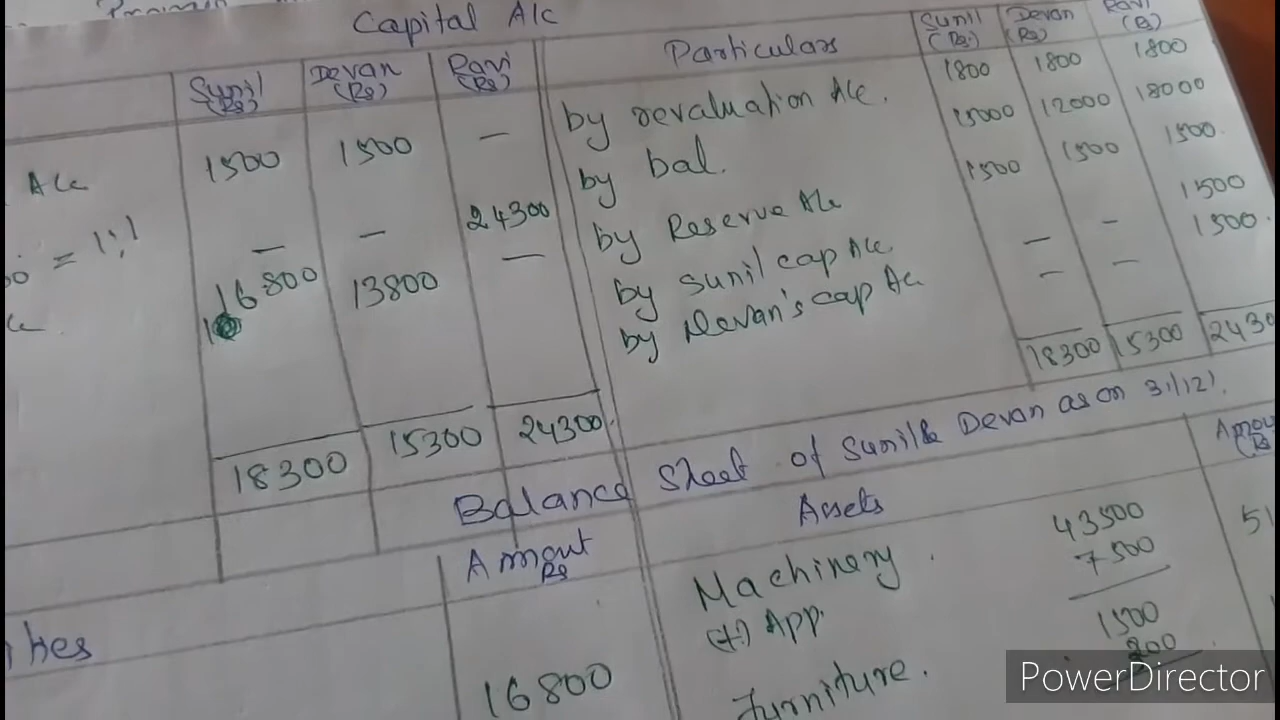 Capital A/c
Sunil (Rs) Devan (Rs) Ravi (Rs) Particulars Sunil (Rs.) Devan (Rs) Ravi (Rs)
A/c 1500 1500 — by revaluation A/c. 1800 1800 1800
= 1:1 — — 24300 by bal. 15000 12000 18000
16800 13800 — by Reserve A/c 1500 1500 1500
by Sunil cap A/c. — - 1500
by Devan's cap A/c — — 1500.
18300 15300 24300 18300 15300 2430
Balance Sheet of Sunil & Devan as on 31/12/.
Amount Rs Assets
Machinery. 43500
(+) App. 7500
16800 Furniture. 1500
PowerDirector